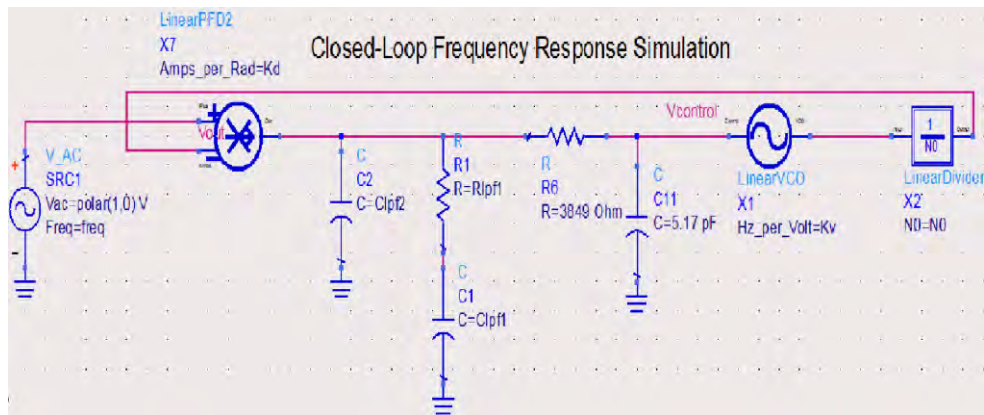 LinearPFD2
X7
Amps_per_Rad=Kd
Closed-Loop Frequency Response Simulation
Vcontrol
Vout
V_AC
SRC1
Vac=polar(1,0) V
Freq=freq
C
C2
C=Clpf2
R
R1
R=Rlpf1
C
C1
C=Clpf1
R
R6
R=3849 Ohm
C
C11
C=5.17 pF
LinearVCO
X1
Hz_per_Volt=Kv
1
N0
LinearDivider
X2
N0=N0